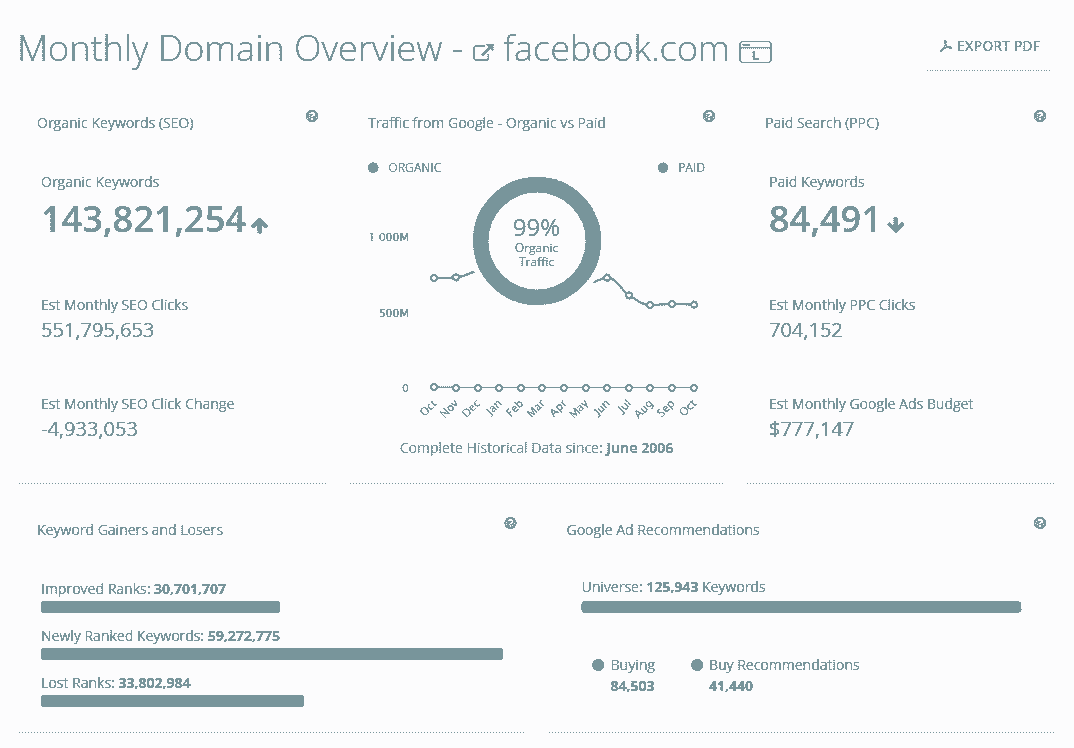 Monthly Domain Overview - facebook.com
EXPORT PDF
Organic Keywords (SEO)
Organic Keywords
143,821,254
Est Monthly SEO Clicks
551,795,653
Est Monthly SEO Click Change
-4,933,053
Traffic from Google - Organic vs Paid
ORGANIC
PAID
99%
Organic
Traffic
1 000M
500M
0
Oct Nov Dec Jan Feb Mar Apr May Jun Jul Aug Sep Oct
Complete Historical Data since: June 2006
Paid Search (PPC)
Paid Keywords
84,491
Est Monthly PPC Clicks
704,152
Est Monthly Google Ads Budget
$777,147
Keyword Gainers and Losers
Improved Ranks: 30,701,707
Newly Ranked Keywords: 59,272,775
Lost Ranks: 33,802,984
Google Ad Recommendations
Universe: 125,943 Keywords
Buying
84,503
Buy Recommendations
41,440